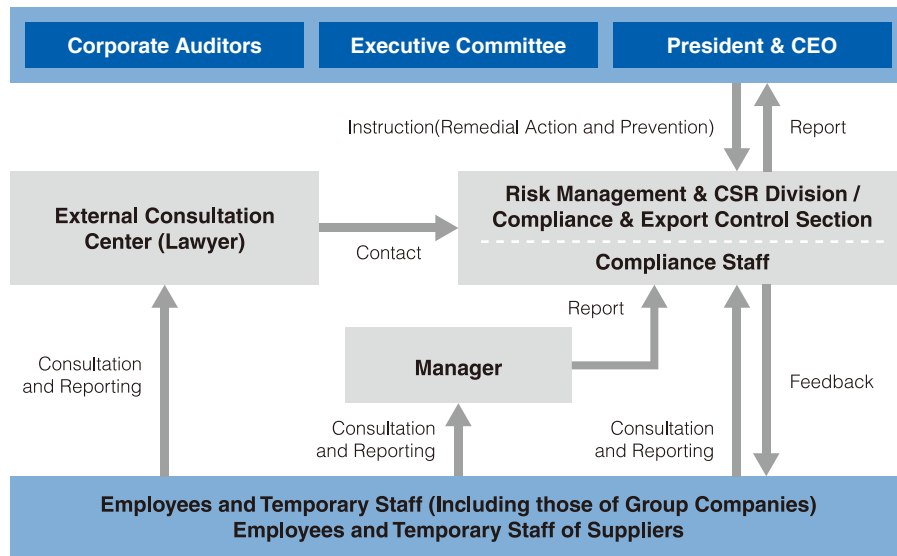 Corporate Auditors
Executive Committee
President & CEO
Instruction(Remedial Action and Prevention)
Report
External Consultation
Center (Lawyer)
Contact
Risk Management & CSR Division /
Compliance & Export Control Section
Compliance Staff
Report
Manager
Consultation
and Reporting
Consultation
and Reporting
Consultation
and Reporting
Feedback
Employees and Temporary Staff (Including those of Group Companies)
Employees and Temporary Staff of Suppliers